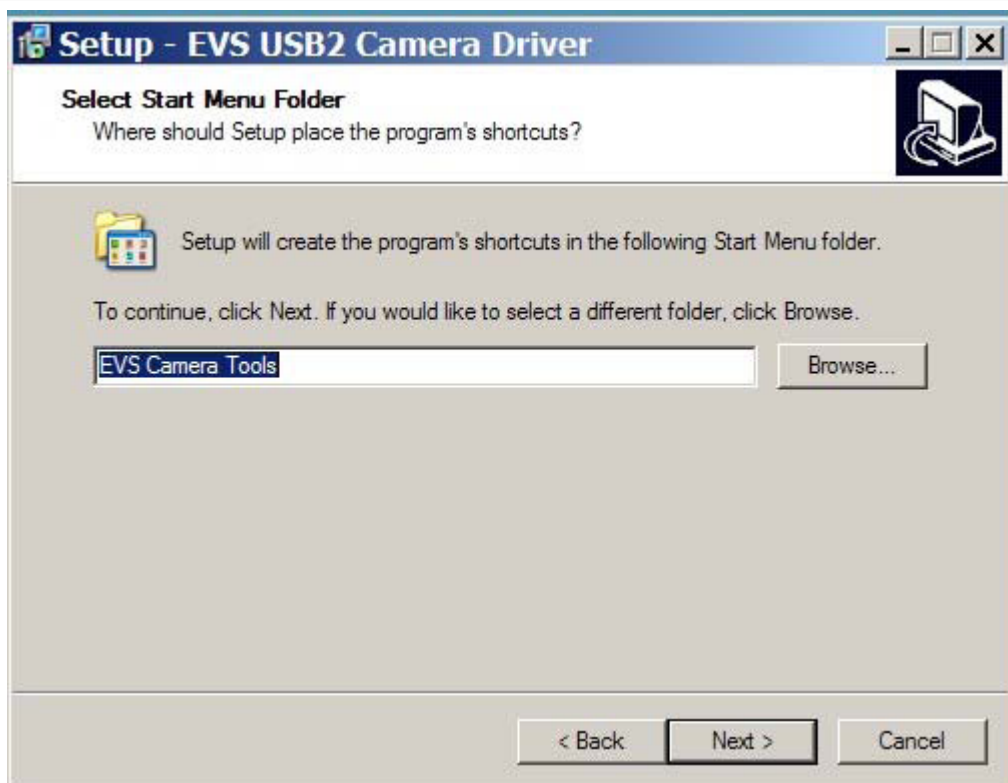 Setup - EVS USB2 Camera Driver
Select Start Menu Folder
Where should Setup place the program's shortcuts?
Setup will create the program's shortcuts in the following Start Menu folder.
To continue, click Next. If you would like to select a different folder, click Browse.
EVS Camera Tools
Browse...
< Back
Next >
Cancel